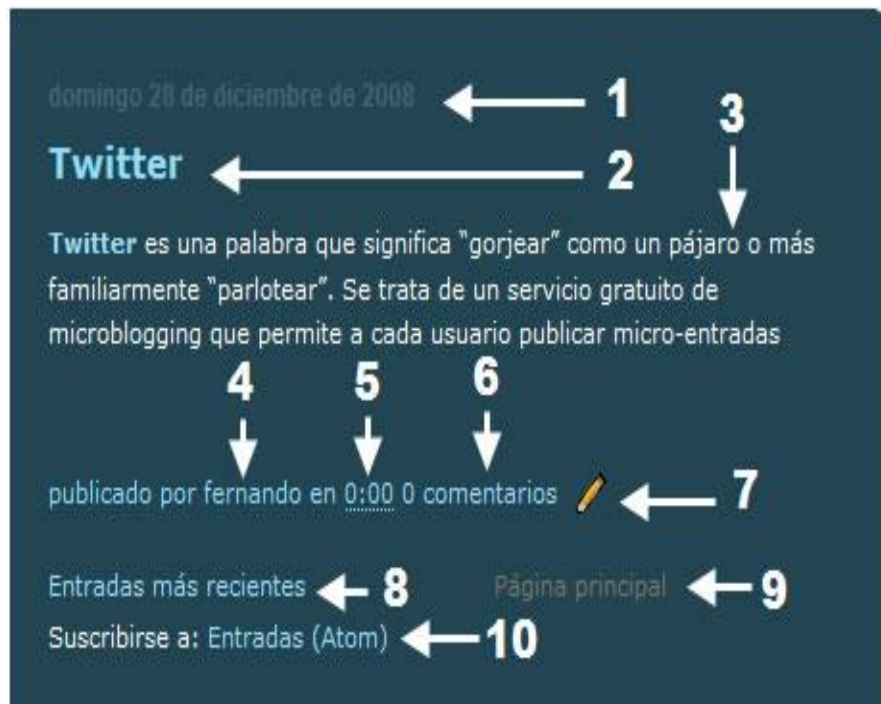 domingo 28 de diciembre de 2008 1
3
Twitter 2
Twitter es una palabra que significa “gorjear” como un pájaro o más
familiarmente “parlotear”. Se trata de un servicio gratuito de
microblogging que permite a cada usuario publicar micro-entradas
4 5 6
publicado por fernando en 0:00 0 comentarios 7
Entradas más recientes 8 Página principal 9
Suscribirse a: Entradas (Atom) 10